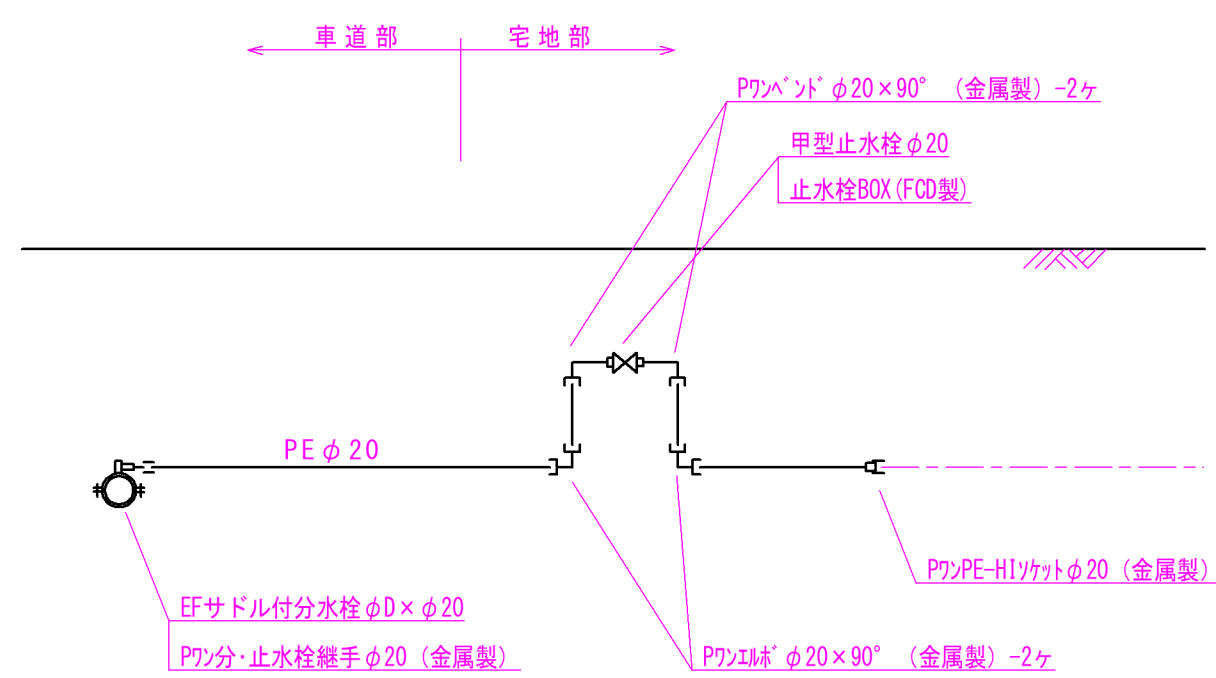 車道部
宅地部
Pﾜﾝﾍﾞﾝﾄﾞφ20×90° (金属製) -2ヶ
甲型止水栓φ20
止水栓BOX(FCD製)
PEφ20
PﾜﾝPE-HIｿｹｯﾄφ20 (金属製)
EFサドル付分水栓φD×φ20
Pﾜﾝ分･止水栓継手φ20 (金属製)
Pﾜﾝｴﾙﾎﾞφ20×90° (金属製) -2ヶ